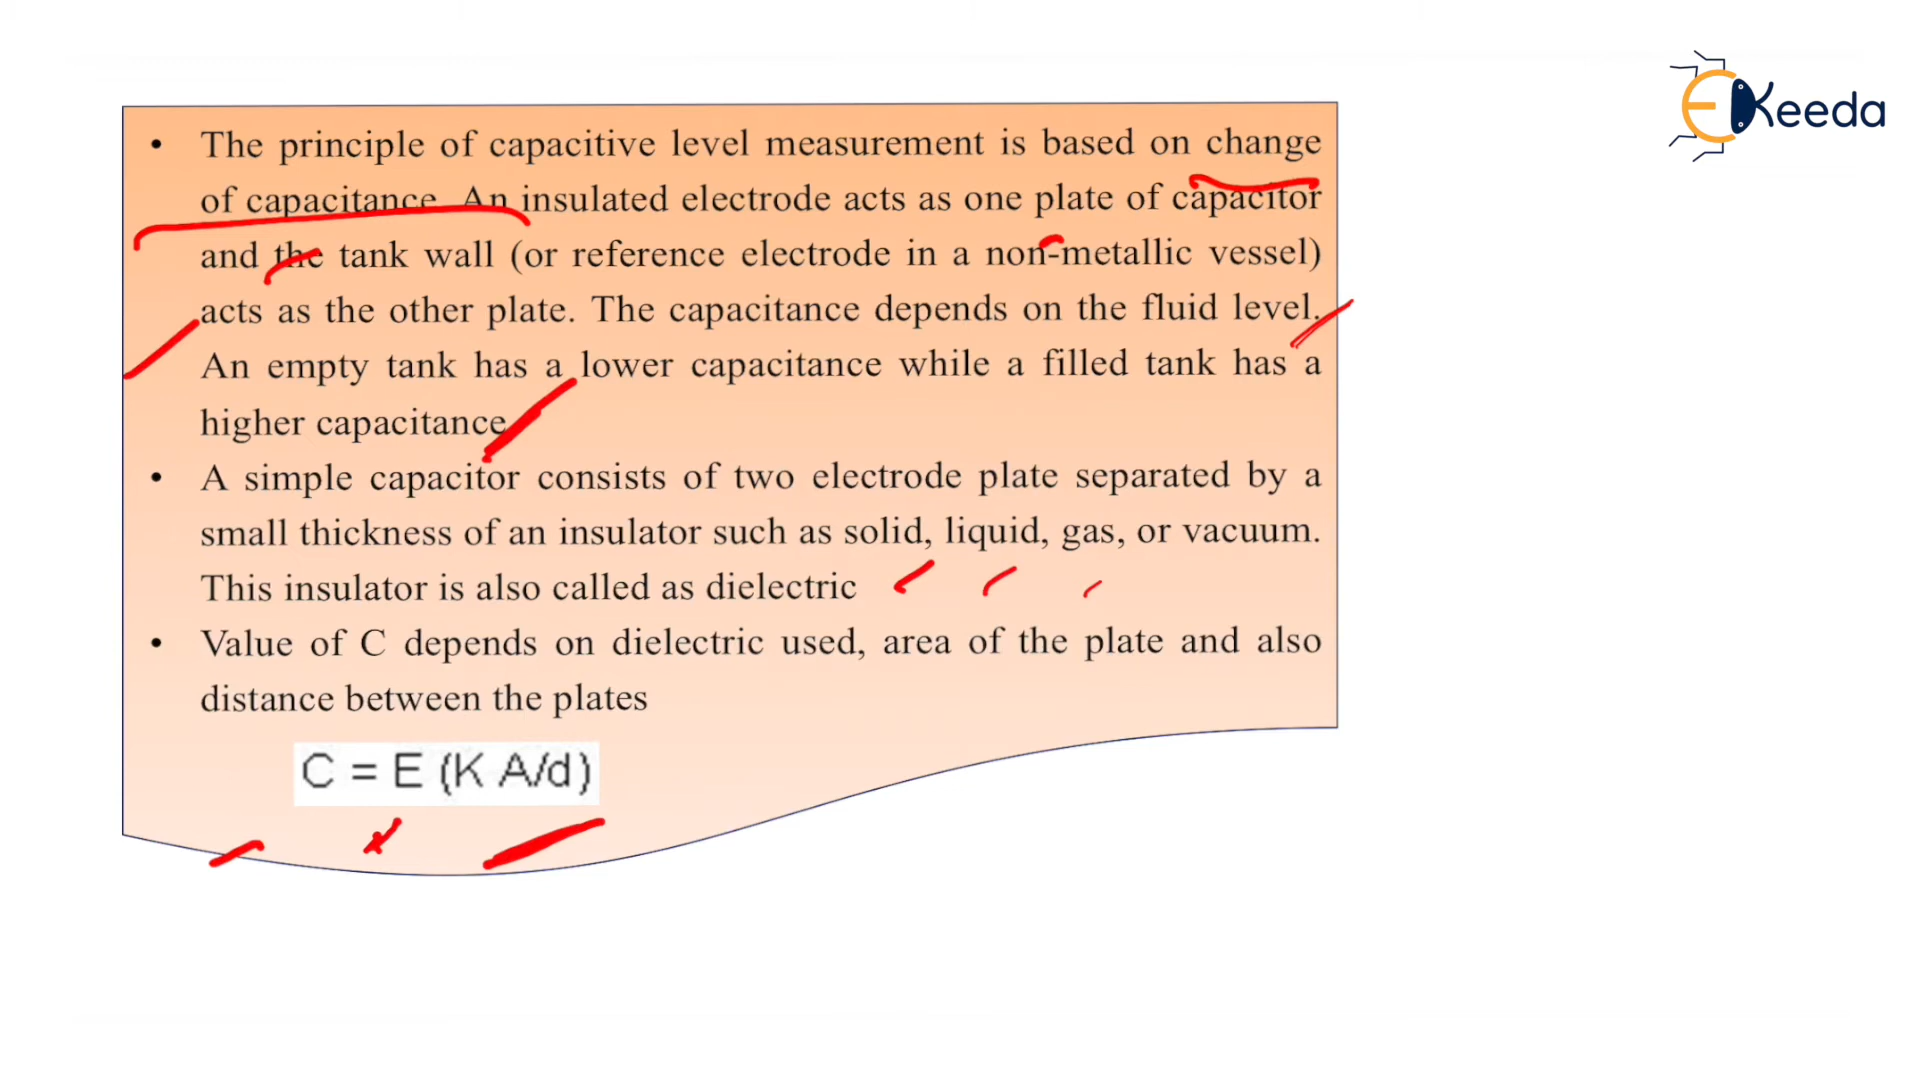 EKeeda
• The principle of capacitive level measurement is based on change
of capacitance. An insulated electrode acts as one plate of capacitor
and the tank wall (or reference electrode in a non-metallic vessel)
acts as the other plate. The capacitance depends on the fluid level.
An empty tank has a lower capacitance while a filled tank has a
higher capacitance
• A simple capacitor consists of two electrode plate separated by a
small thickness of an insulator such as solid, liquid, gas, or vacuum.
This insulator is also called as dielectric
• Value of C depends on dielectric used, area of the plate and also
distance between the plates
C = E (K A/d)